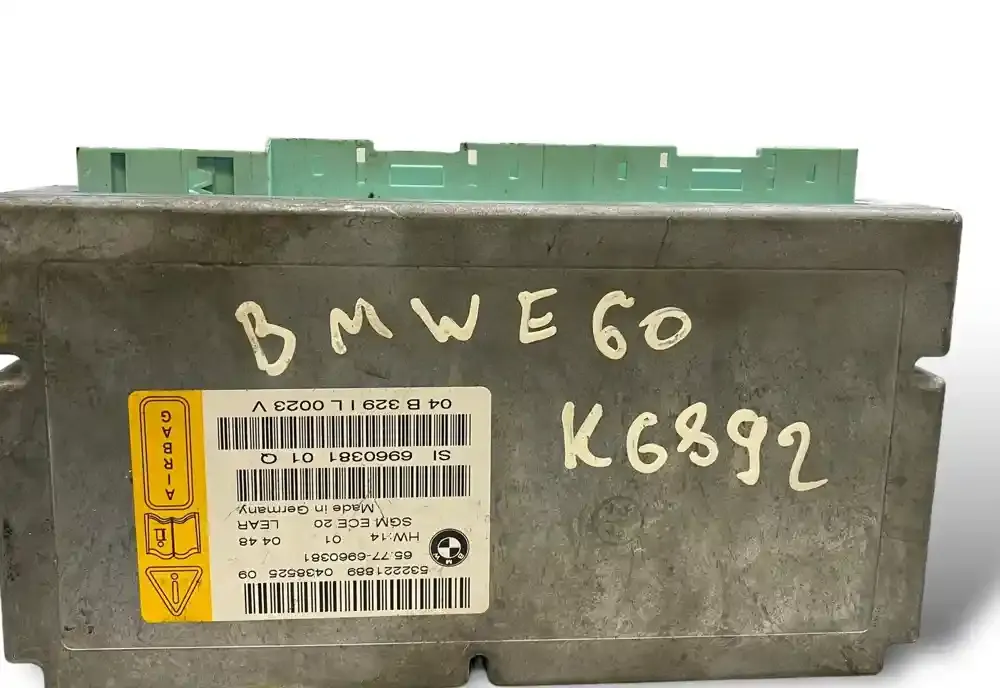 BMW E60
K6892
532221889 0438525 09
65.77-6960381
HW:14 01 04 48
SGM ECE 20 LEAR
Made in Germany
SI 6960381 01 Q
04 B 329 I L 0023 V
AIRBAG
BMW